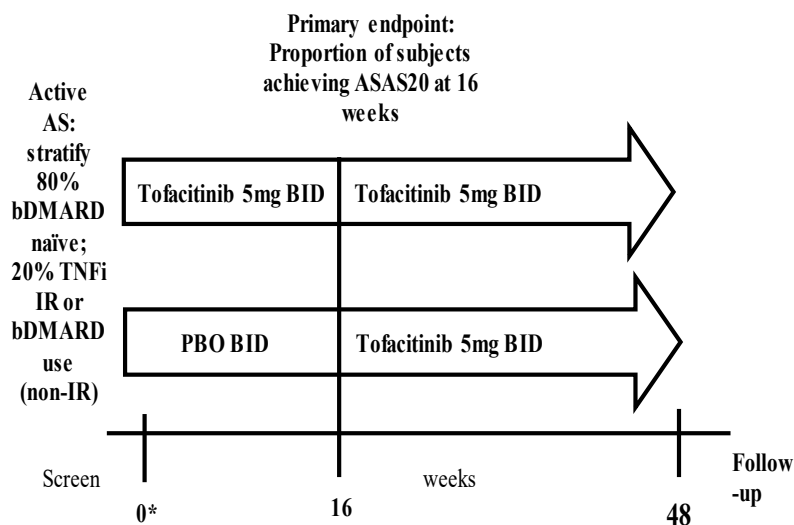 Primary endpoint:
Proportion of subjects
achieving ASAS20 at 16
weeks
Active
AS:
stratify
80%
bDMARD
naïve;
20% TNFi
IR or
bDMARD
use
(non-IR)
Tofacitinib 5mg BID
Tofacitinib 5mg BID
PBO BID
Tofacitinib 5mg BID
Screen
weeks
Follow
-up
0*
16
48